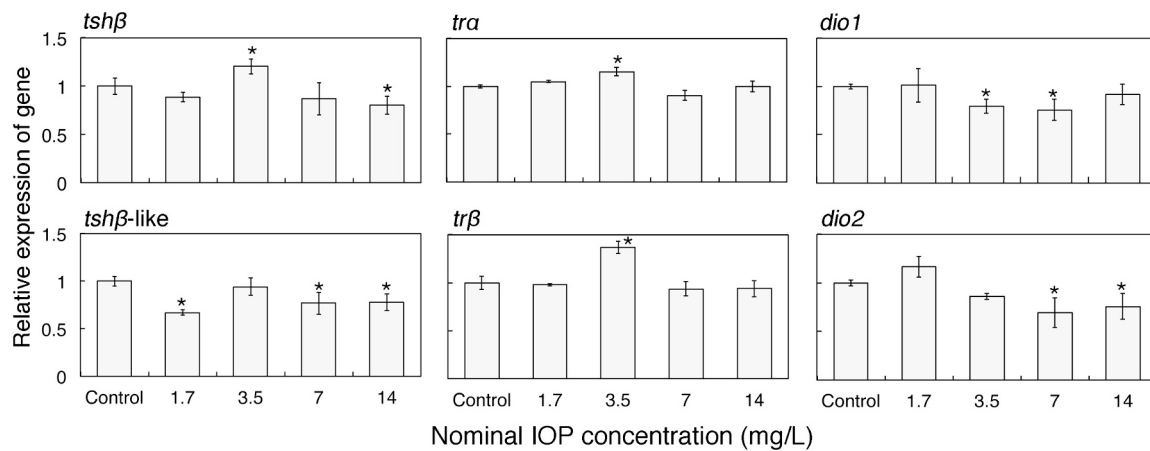 tshβ
trα
dio1
1.5
1
0.5
0
*
*
*
*
*
tshβ-like
trβ
dio2
1.5
1
0.5
0
*
*
*
*
*
*
Control 1.7 3.5 7 14
Control 1.7 3.5 7 14
Control 1.7 3.5 7 14
Relative expression of gene
Nominal IOP concentration (mg/L)